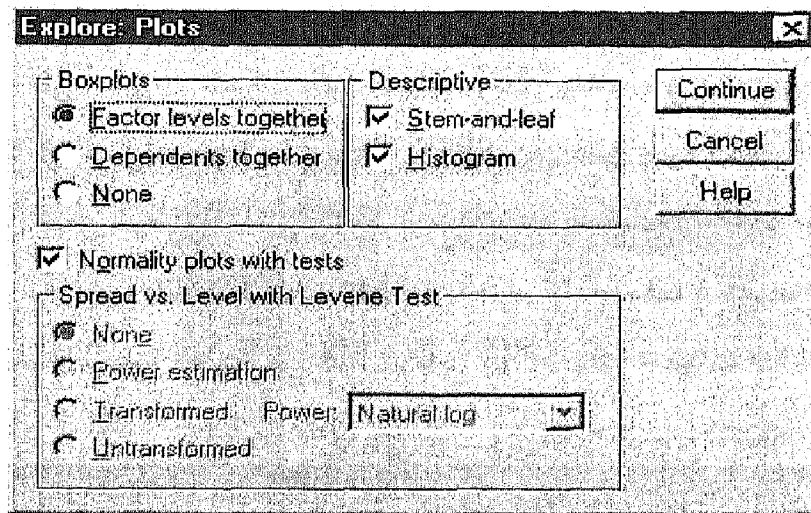 Explore: Plots
Boxplots
Factor levels together
Dependents together
None
Descriptive
Stem-and-leaf
Histogram
Continue
Cancel
Help
Normality plots with tests
Spread vs. Level with Levene Test
None
Power estimation
Transformed Power: Natural log
Untransformed